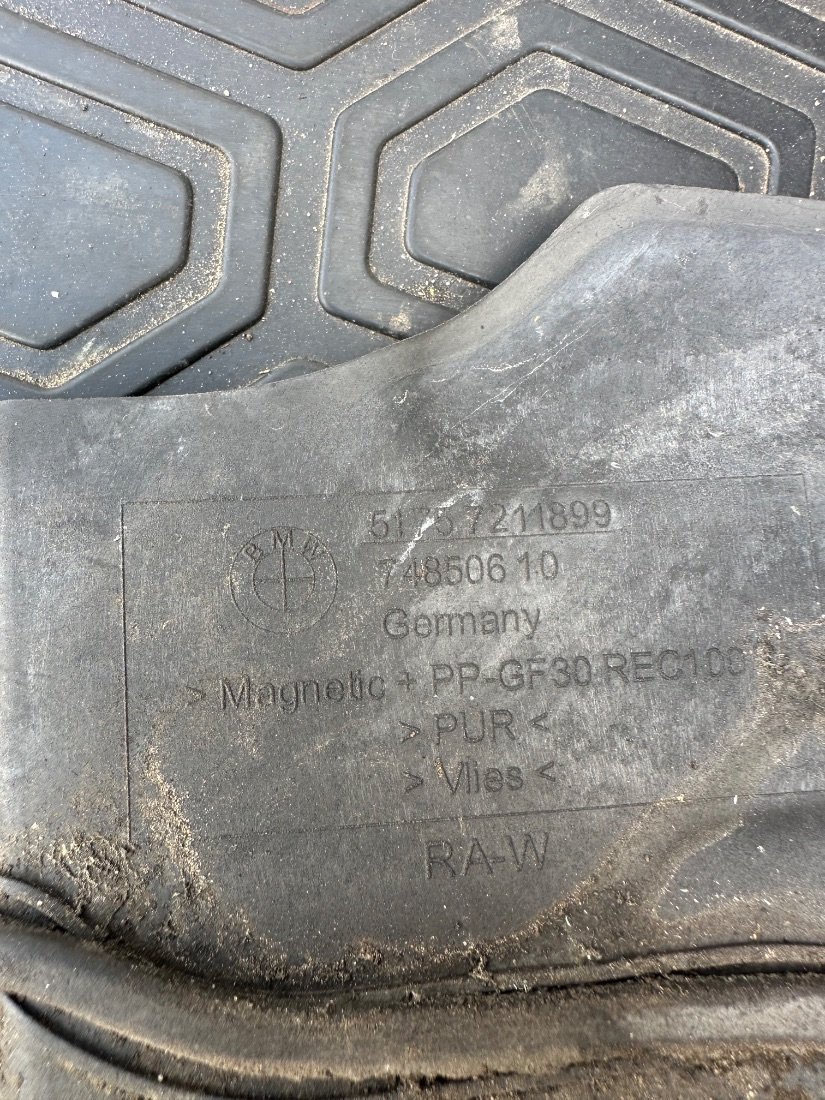 BMW
51 75 7211899
7485061 0
Germany
> Magnetic + PP-GF30.REC100
> PUR <
> Vlies <
RA-W